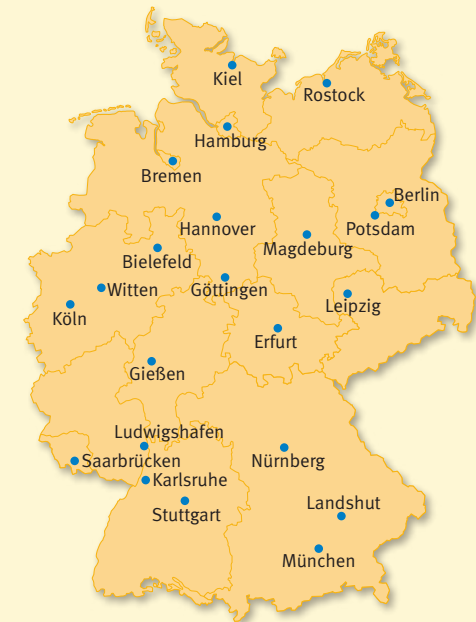 Kiel
Rostock
Hamburg
Bremen
Berlin
Hannover
Potsdam
Magdeburg
Bielefeld
Witten
Göttingen
Leipzig
Köln
Erfurt
Gießen
Ludwigshafen
Saarbrücken
Nürnberg
Karlsruhe
Landshut
Stuttgart
München